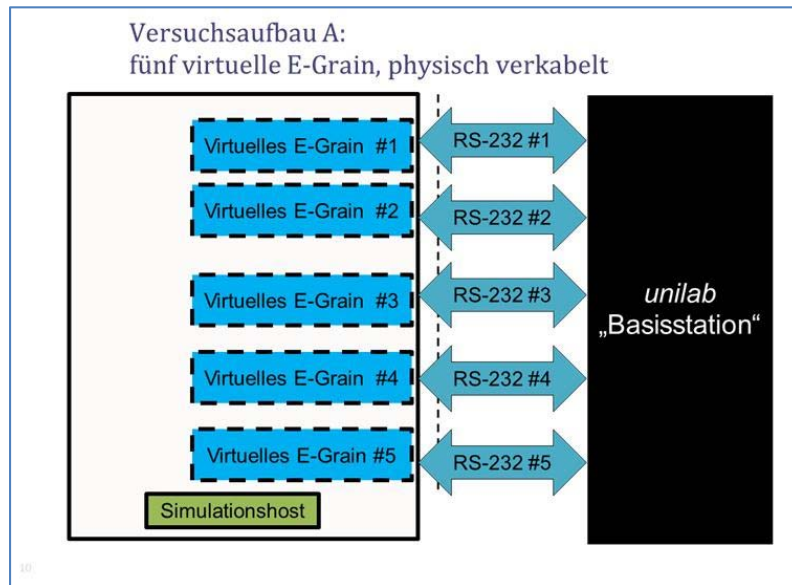 Versuchsaufbau A:
fünf virtuelle E-Grain, physisch verkabelt
Virtuelles E-Grain #1
RS-232 #1
Virtuelles E-Grain #2
RS-232 #2
Virtuelles E-Grain #3
RS-232 #3
unilab
„Basisstation“
Virtuelles E-Grain #4
RS-232 #4
Virtuelles E-Grain #5
RS-232 #5
Simulationshost
10